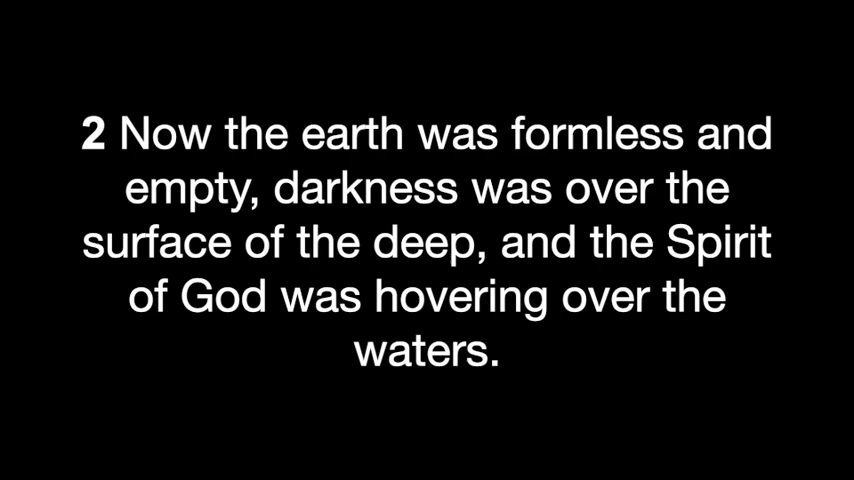 2 Now the earth was formless and
empty, darkness was over the
surface of the deep, and the Spirit
of God was hovering over the
waters.